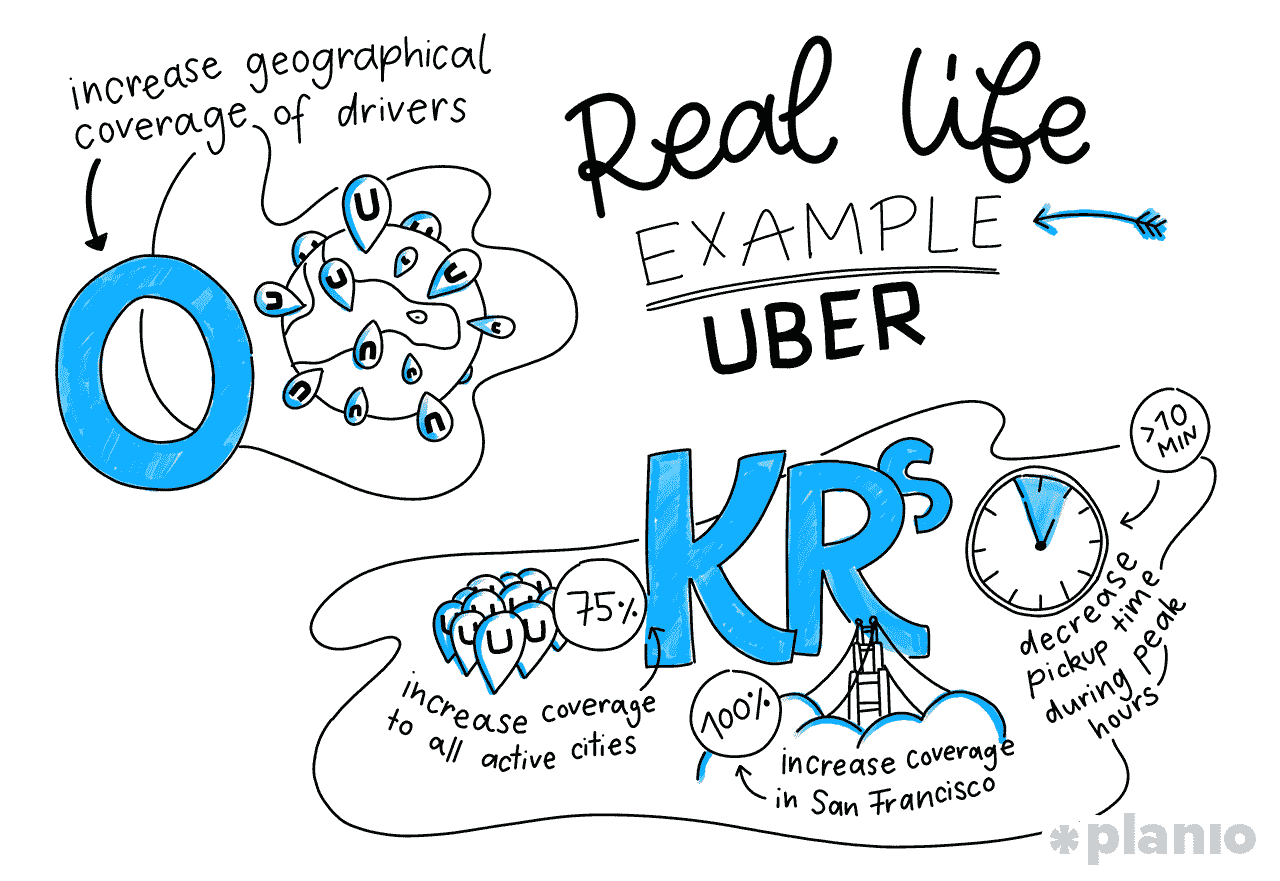 increase geographical
coverage of drivers
O
U
Real life
EXAMPLE
UBER
KRs
>10
MIN
decrease
pickup time
during peak
hours
75%
U
increase coverage
to all active cities
100%
increase coverage
in San Francisco
*planio